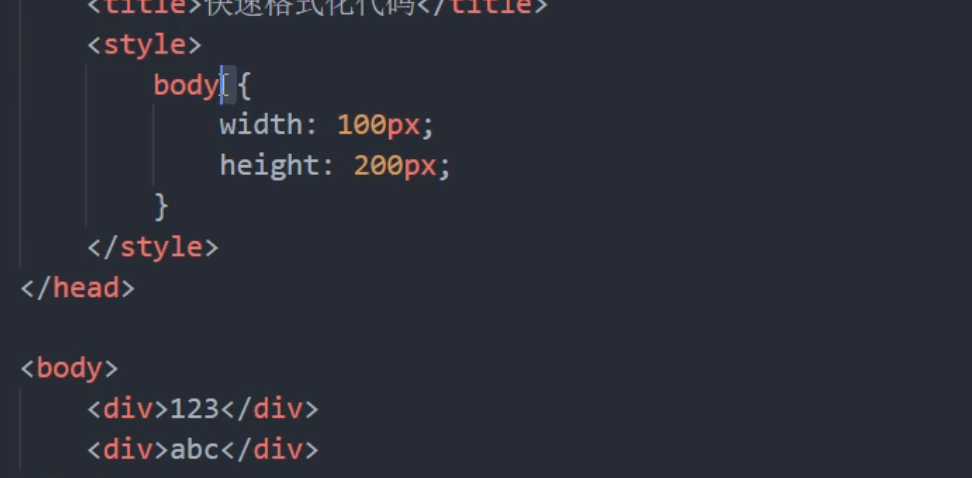 <title>快速格式化代码</title>
<style>
body {
width: 100px;
height: 200px;
}
</style>
</head>
<body>
<div>123</div>
<div>abc</div>